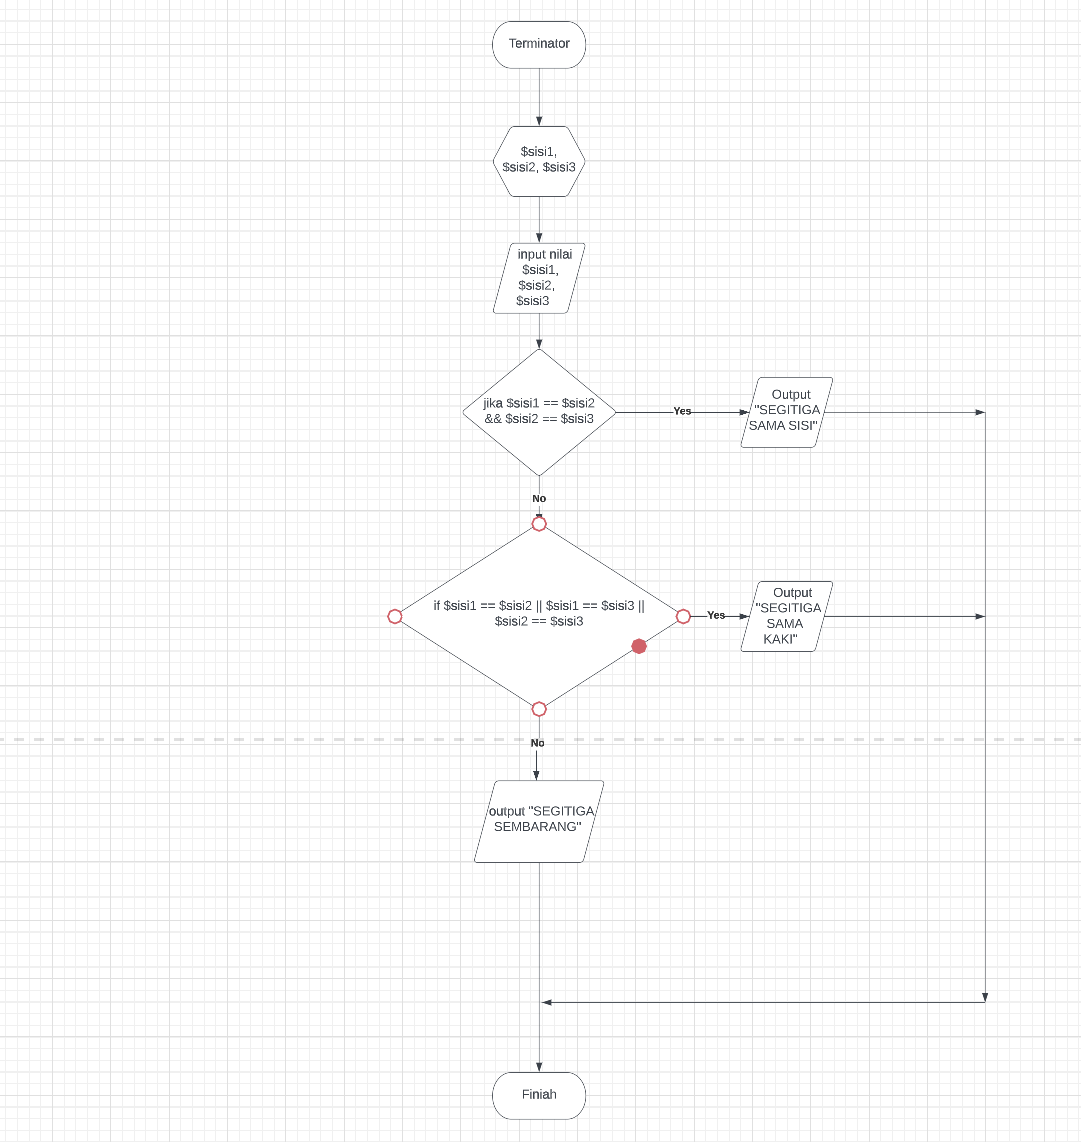 Terminator
$sisi1,
$sisi2, $sisi3
input nilai
$sisi1,
$sisi2,
$sisi3
jika $sisi1 == $sisi2
&& $sisi2 == $sisi3
Yes
Output
"SEGITIGA
SAMA SISI"
No
if $sisi1 == $sisi2 || $sisi1 == $sisi3 ||
$sisi2 == $sisi3
Yes
Output
"SEGITIGA
SAMA
KAKI"
No
output "SEGITIGA
SEMBARANG"
Finiah